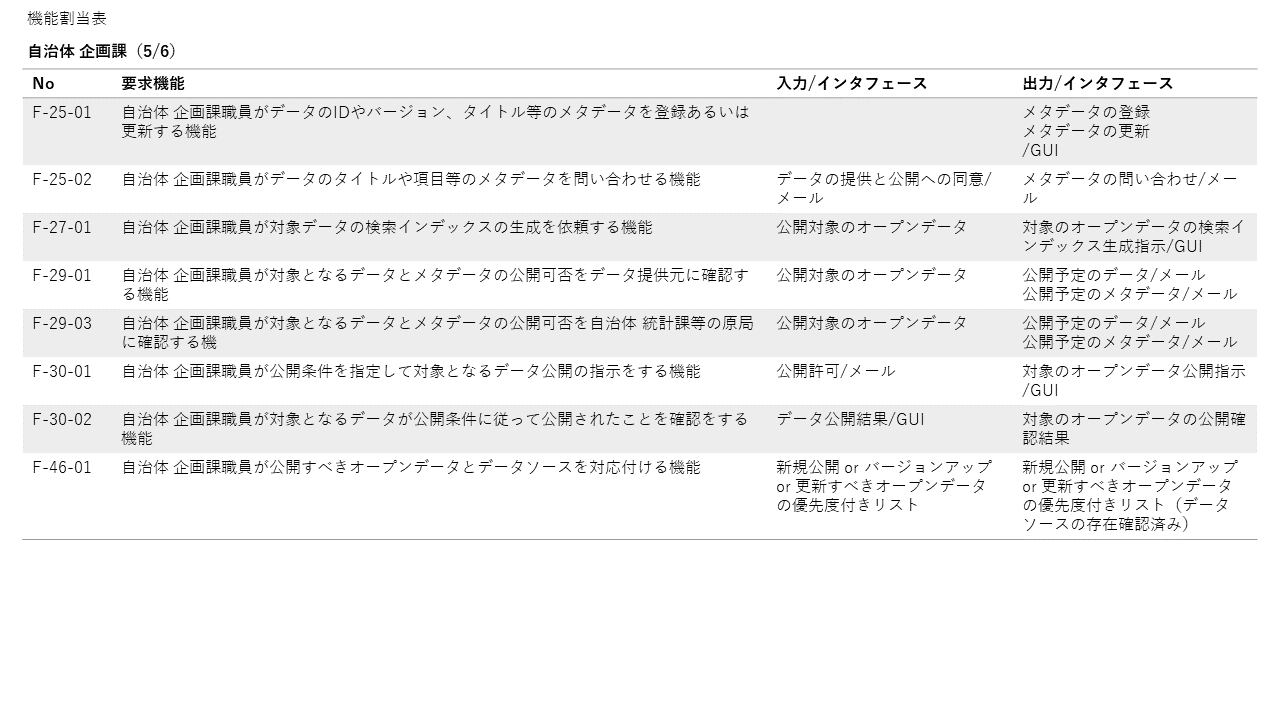 機能割当表
自治体 企画課（5/6）
No 要求機能 入力/インタフェース 出力/インタフェース
F-25-01 自治体 企画課職員がデータのIDやバージョン、タイトル等のメタデータを登録あるいは メタデータの登録
更新する機能 メタデータの更新
/GUI
F-25-02 自治体 企画課職員がデータのタイトルや項目等のメタデータを問い合わせる機能 データの提供と公開への同意/ メタデータの問い合わせ/メー
メール ル
F-27-01 自治体 企画課職員が対象データの検索インデックスの生成を依頼する機能 公開対象のオープンデータ 対象のオープンデータの検索イ
ンデックス生成指示/GUI
F-29-01 自治体 企画課職員が対象となるデータとメタデータの公開可否をデータ提供元に確認す 公開対象のオープンデータ 公開予定のデータ/メール
る機能 公開予定のメタデータ/メール
F-29-03 自治体 企画課職員が対象となるデータとメタデータの公開可否を自治体 統計課等の原局 公開対象のオープンデータ 公開予定のデータ/メール
に確認する機 公開予定のメタデータ/メール
F-30-01 自治体 企画課職員が公開条件を指定して対象となるデータ公開の指示をする機能 公開許可/メール 対象のオープンデータ公開指示
/GUI
F-30-02 自治体 企画課職員が対象となるデータが公開条件に従って公開されたことを確認をする データ公開結果/GUI 対象のオープンデータの公開確
機能 認結果
F-46-01 自治体 企画課職員が公開すべきオープンデータとデータソースを対応付ける機能 新規公開 or バージョンアップ 新規公開 or バージョンアップ
or 更新すべきオープンデータ or 更新すべきオープンデータ
の優先度付きリスト の優先度付きリスト（データ
ソースの存在確認済み）